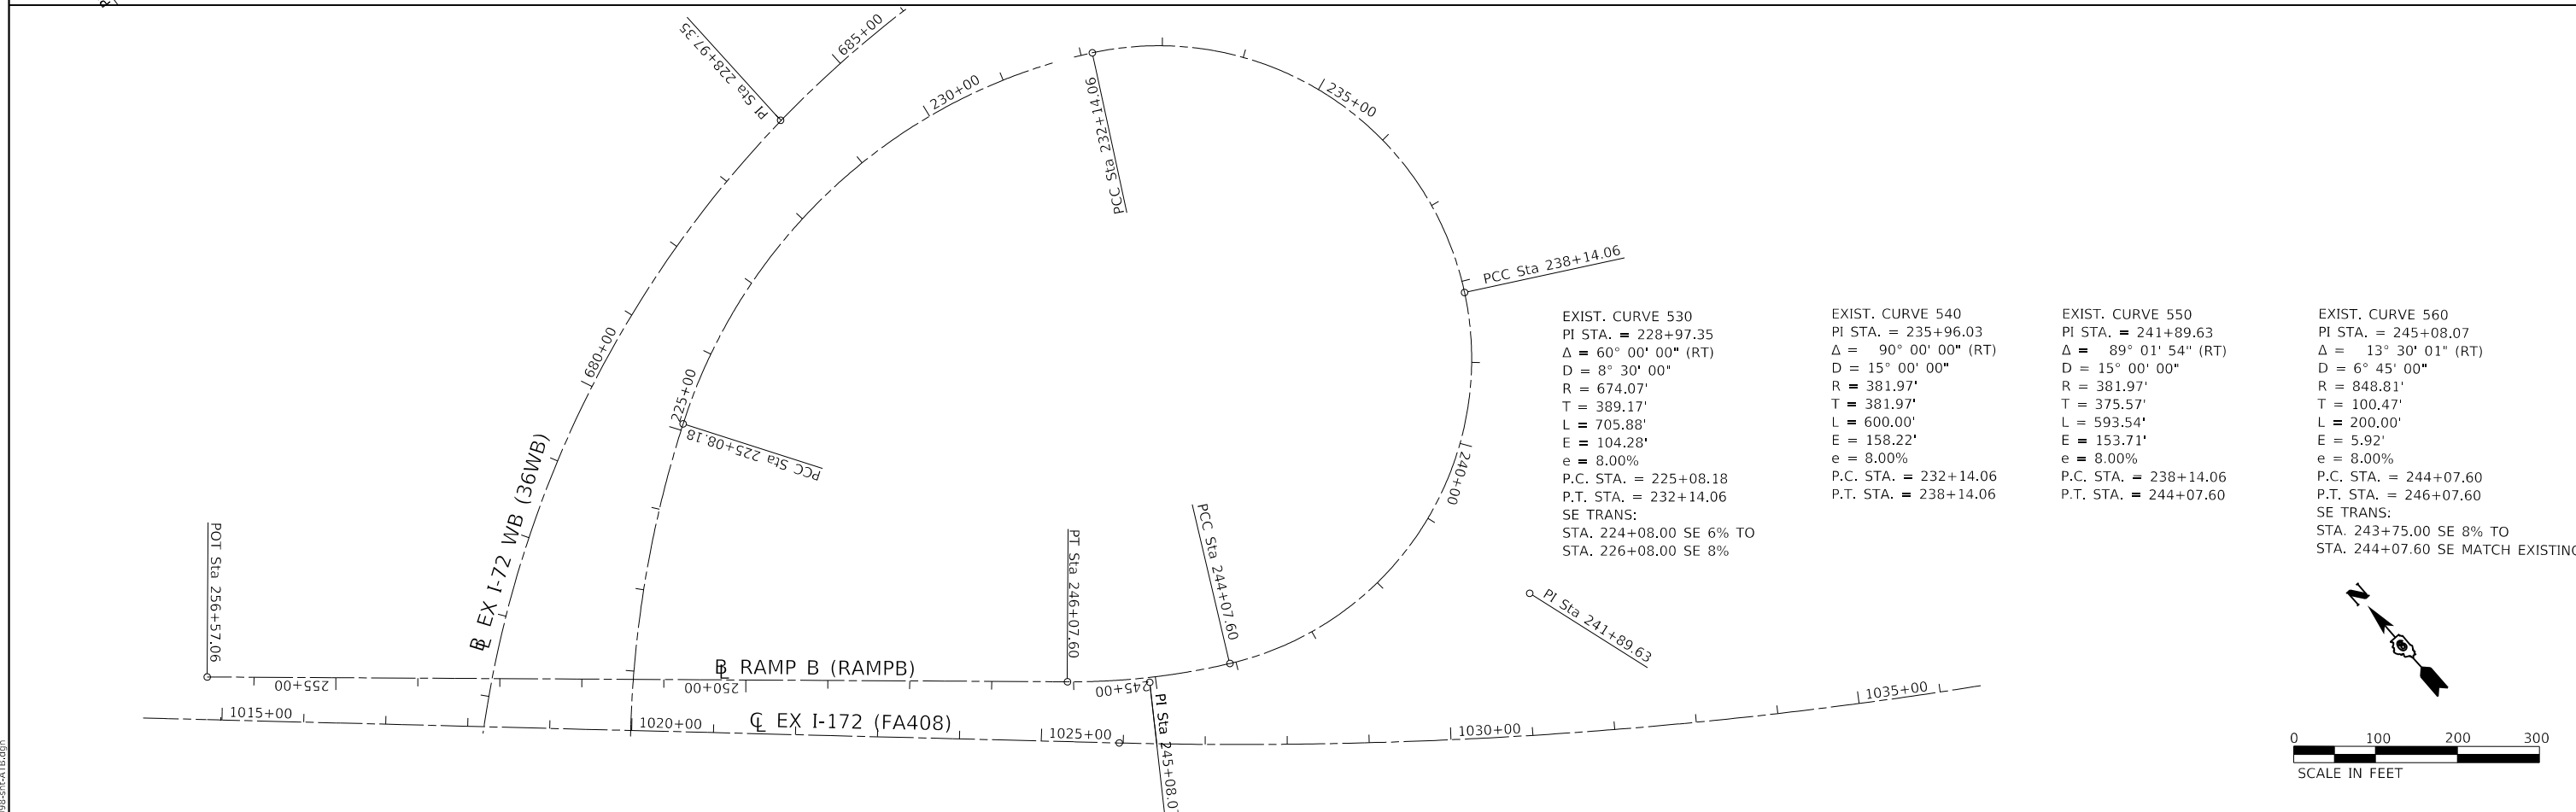 685+00
PI Sta 228+97.35
230+00
PCC Sta 232+14.06
235+00
PCC Sta 238+14.06
680+00
225+00
PCC Sta 225+08.18
240+00
EXIST. CURVE 530
PI STA. = 228+97.35
Δ = 60° 00' 00" (RT)
D = 8° 30' 00"
R = 674.07'
T = 389.17'
L = 705.88'
E = 104.28'
e = 8.00%
P.C. STA. = 225+08.18
P.T. STA. = 232+14.06
SE TRANS:
STA. 224+08.00 SE 6% TO
STA. 226+08.00 SE 8%
EXIST. CURVE 540
PI STA. = 235+96.03
Δ = 90° 00' 00" (RT)
D = 15° 00' 00"
R = 381.97'
T = 381.97'
L = 600.00'
E = 158.22'
e = 8.00%
P.C. STA. = 232+14.06
P.T. STA. = 238+14.06
EXIST. CURVE 550
PI STA. = 241+89.63
Δ = 89° 01' 54" (RT)
D = 15° 00' 00"
R = 381.97'
T = 375.57'
L = 593.54'
E = 153.71'
e = 8.00%
P.C. STA. = 238+14.06
P.T. STA. = 244+07.60
EXIST. CURVE 560
PI STA. = 245+08.07
Δ = 13° 30' 01" (RT)
D = 6° 45' 00"
R = 848.81'
T = 100.47'
L = 200.00'
E = 5.92'
e = 8.00%
P.C. STA. = 244+07.60
P.T. STA. = 246+07.60
SE TRANS:
STA. 243+75.00 SE 8% TO
STA. 244+07.60 SE MATCH EXISTING
POT Sta 256+57.06
BL EX I-72 WB (36WB)
PT Sta 246+07.60
PCC Sta 244+07.60
PI Sta 241+89.63
BL RAMP B (RAMPB)
255+00
250+00
245+00
PI Sta 245+08.0
1015+00
1020+00
CL EX I-172 (FA408)
1025+00
1030+00
1035+00
N
0 100 200 300
SCALE IN FEET